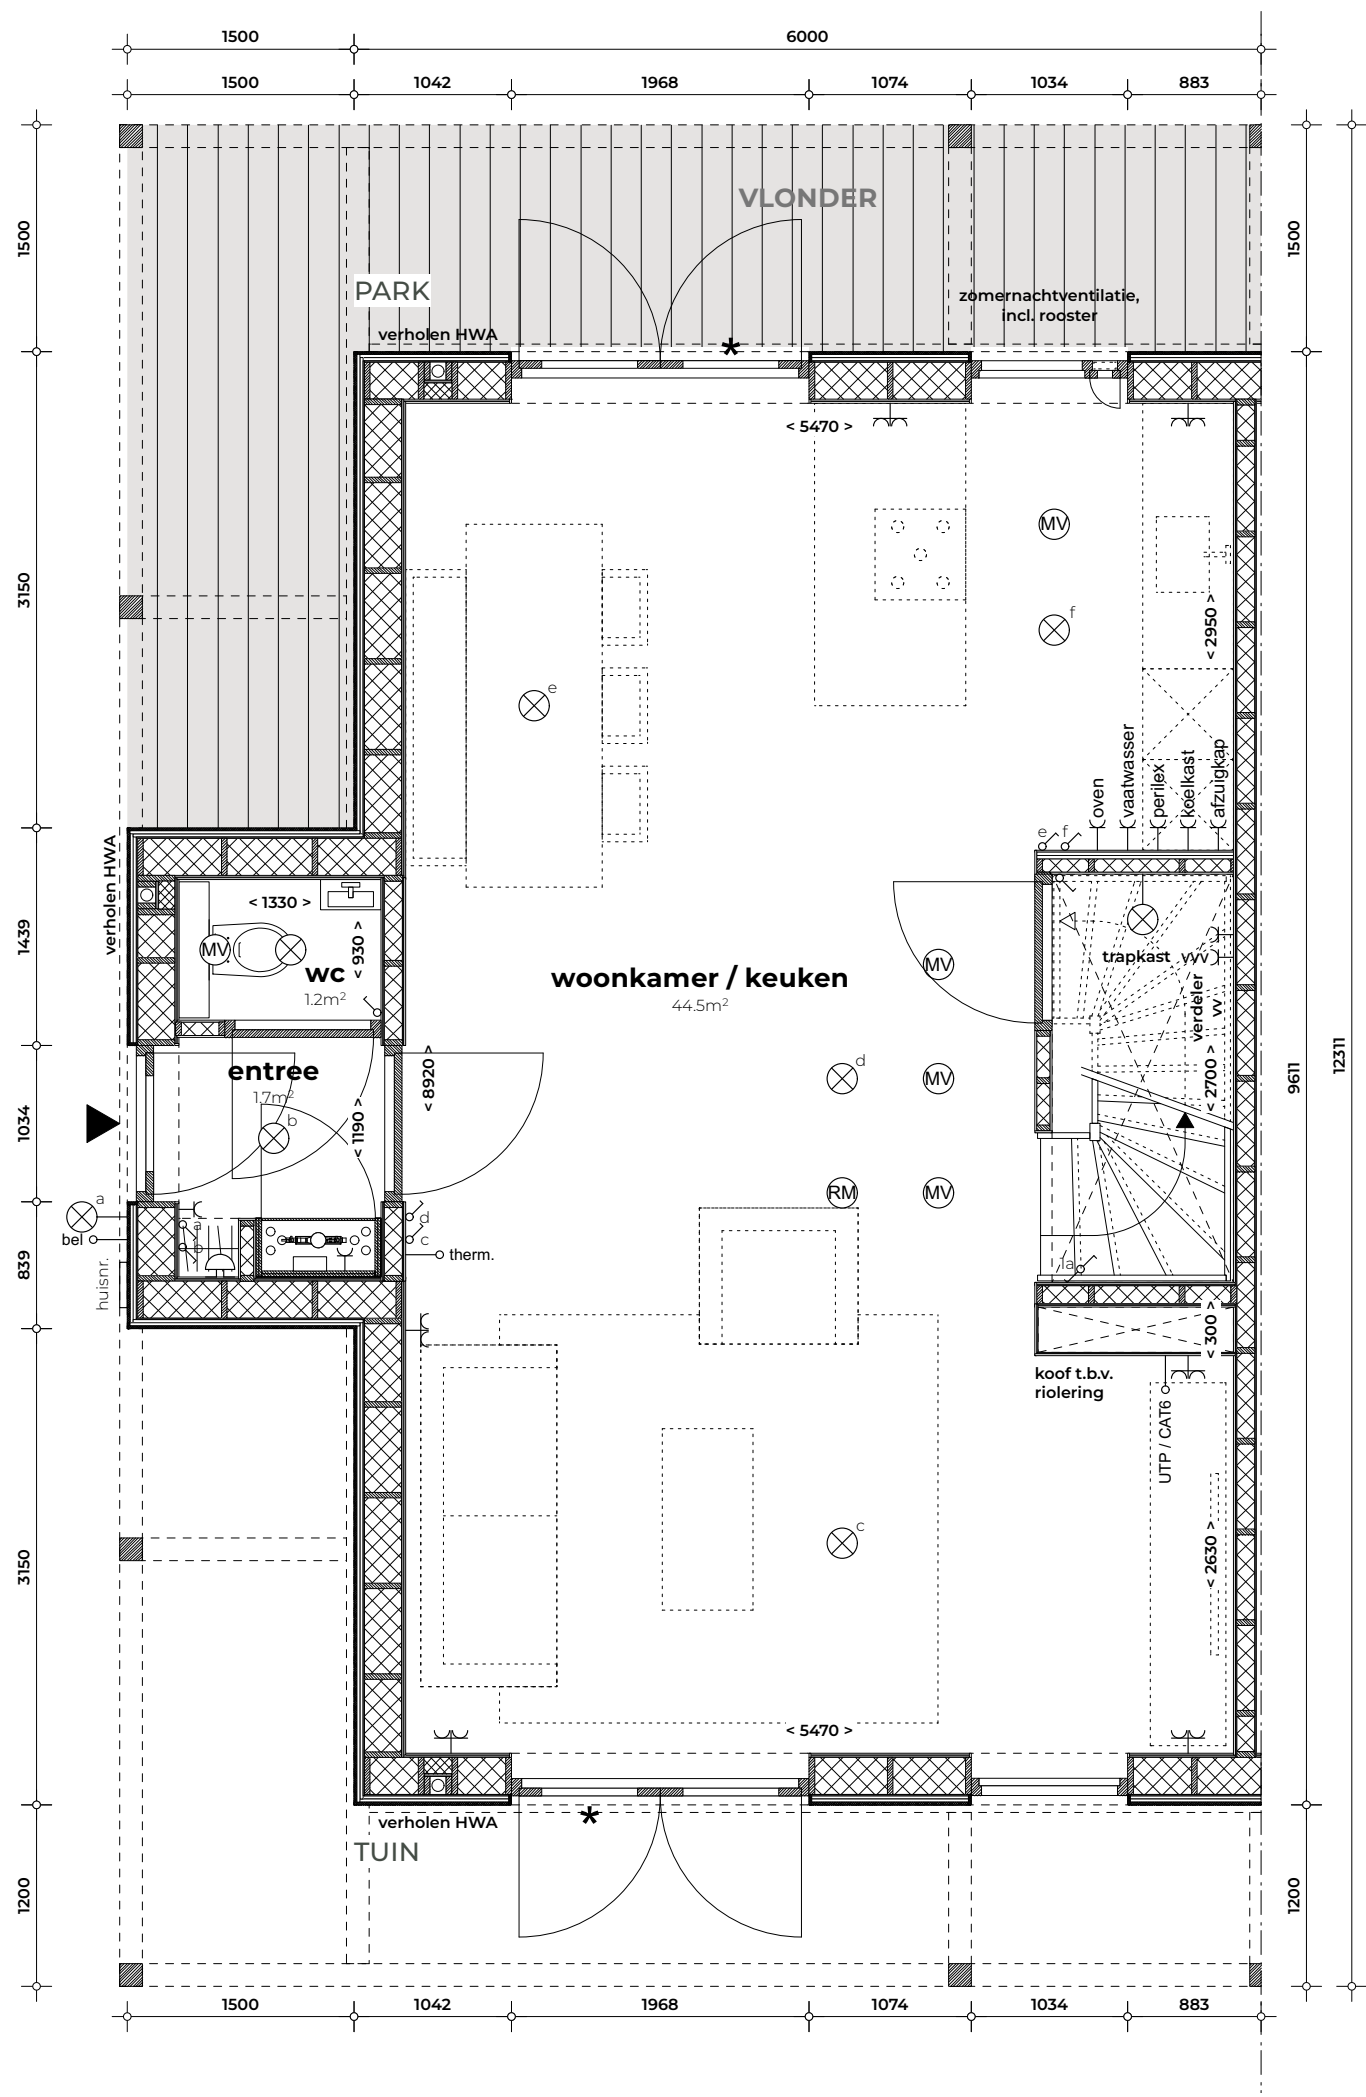 1500
6000
1500
1042
1968
1074
1034
883
VLONDER
1500
1500
PARK
zomernachtventilatie,
incl. rooster
verholen HWA
*
< 5470 >
MV
3150
< 2950 >
f
e
oven
vaatwasser
perilex
koelkast
afzuigkap
e
f
verholen HWA
1439
< 1330 >
MV
< 930 >
wc
1.2m²
woonkamer / keuken
44.5m²
MV
trapkast
vvv
verdeler
vv
entree
1.7m²
b
< 1190 >
< 8920 >
d
MV
< 2700 >
9611
12311
1034
a
bel
huisnr.
839
a
b
d
c
therm.
RM
MV
1a
< 300 >
koof t.b.v.
riolering
UTP / CAT6
c
3150
< 2630 >
< 5470 >
*
verholen HWA
TUIN
1200
1200
1500
1042
1968
1074
1034
883